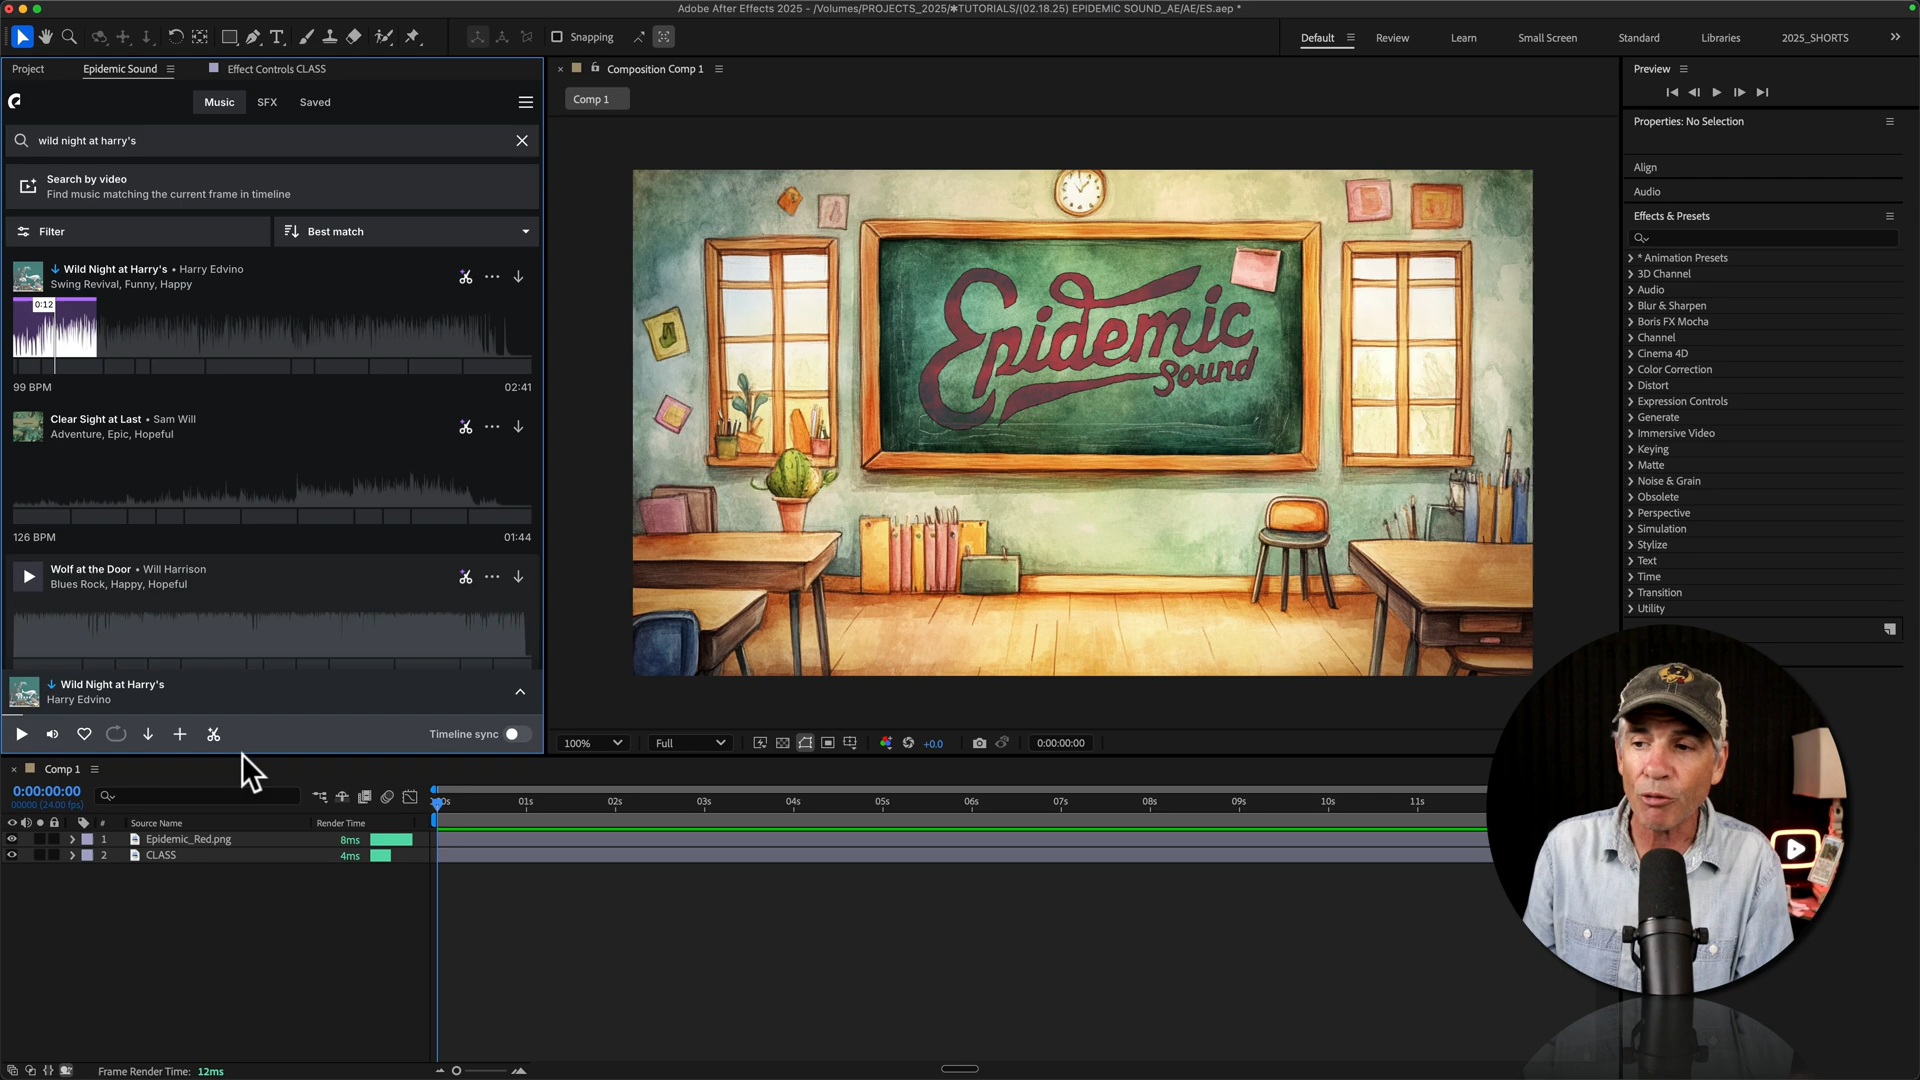 Adobe After Effects 2025 - /Volumes/PROJECTS_2025/✱TUTORIALS/(02.18.25) EPIDEMIC SOUND_AE/AE/ES.aep *
Snapping
Default
Review
Learn
Small Screen
Standard
Libraries
2025_SHORTS
Project
Epidemic Sound
Effect Controls CLASS
Composition Comp 1
Preview
Music
SFX
Saved
Comp 1
Properties: No Selection
wild night at harry's
Search by video
Find music matching the current frame in timeline
Filter
Best match
Wild Night at Harry's • Harry Edvino
Swing Revival, Funny, Happy
0:12
99 BPM
02:41
Clear Sight at Last • Sam Will
Adventure, Epic, Hopeful
126 BPM
01:44
Wolf at the Door • Will Harrison
Blues Rock, Happy, Hopeful
Wild Night at Harry's
Harry Edvino
Timeline sync
Epidemic
Sound
100%
Full
+0.0
0:00:00:00
Align
Audio
Effects & Presets
* Animation Presets
3D Channel
Audio
Blur & Sharpen
Boris FX Mocha
Channel
Cinema 4D
Color Correction
Distort
Expression Controls
Generate
Immersive Video
Keying
Matte
Noise & Grain
Obsolete
Perspective
Simulation
Stylize
Text
Time
Transition
Utility
Comp 1
0:00:00:00
00000 (24.00 fps)
# Source Name Render Time
1 Epidemic_Red.png 8ms
2 CLASS 4ms
01s 02s 03s 04s 05s 06s 07s 08s 09s 10s 11s
Frame Render Time: 12ms